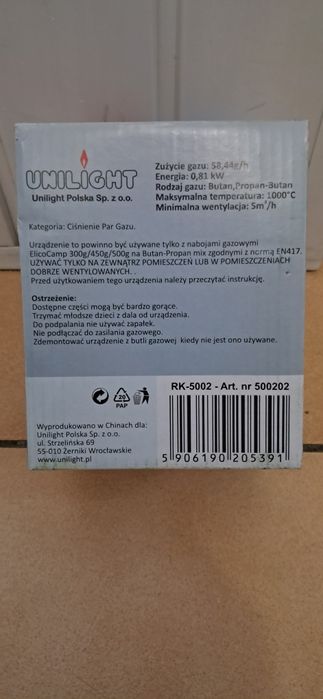 UNILIGHT
Unilight Polska Sp. z o.o.
Zużycie gazu: 58,44g/h
Energia: 0,81 kW
Rodzaj gazu: Butan,Propan-Butan
Maksymalna temperatura: 1000°C
Minimalna wentylacja: 5m³/h
Kategoria: Ciśnienie Par Gazu.
Urządzenie to powinno być używane tylko z nabojami gazowymi
ElicoCamp 300g/450g/500g na Butan-Propan mix zgodnymi z normą EN417.
UŻYWAĆ TYLKO NA ZEWNĄTRZ POMIESZCZEŃ LUB W POMIESZCZENIACH
DOBRZE WENTYLOWANYCH. .
Przed użytkowaniem tego urządzenia należy przeczytać instrukcję.
Ostrzeżenie:
Dostępne części mogą być bardzo gorące.
Trzymać młodsze dzieci z dala od urządzenia.
Do podpalania nie używać zapałek.
Nie podłączać do zasilania gazowego.
Zdemontować urządzenie z butli gazowej kiedy nie jest ono używane.
20
PAP
RK-5002 - Art. nr 500202
5 906190 205391
Wyprodukowano w Chinach dla:
Unilight Polska Sp. z o.o.
ul. Strzelińska 69
55-010 Żerniki Wrocławskie
www.unilight.pl